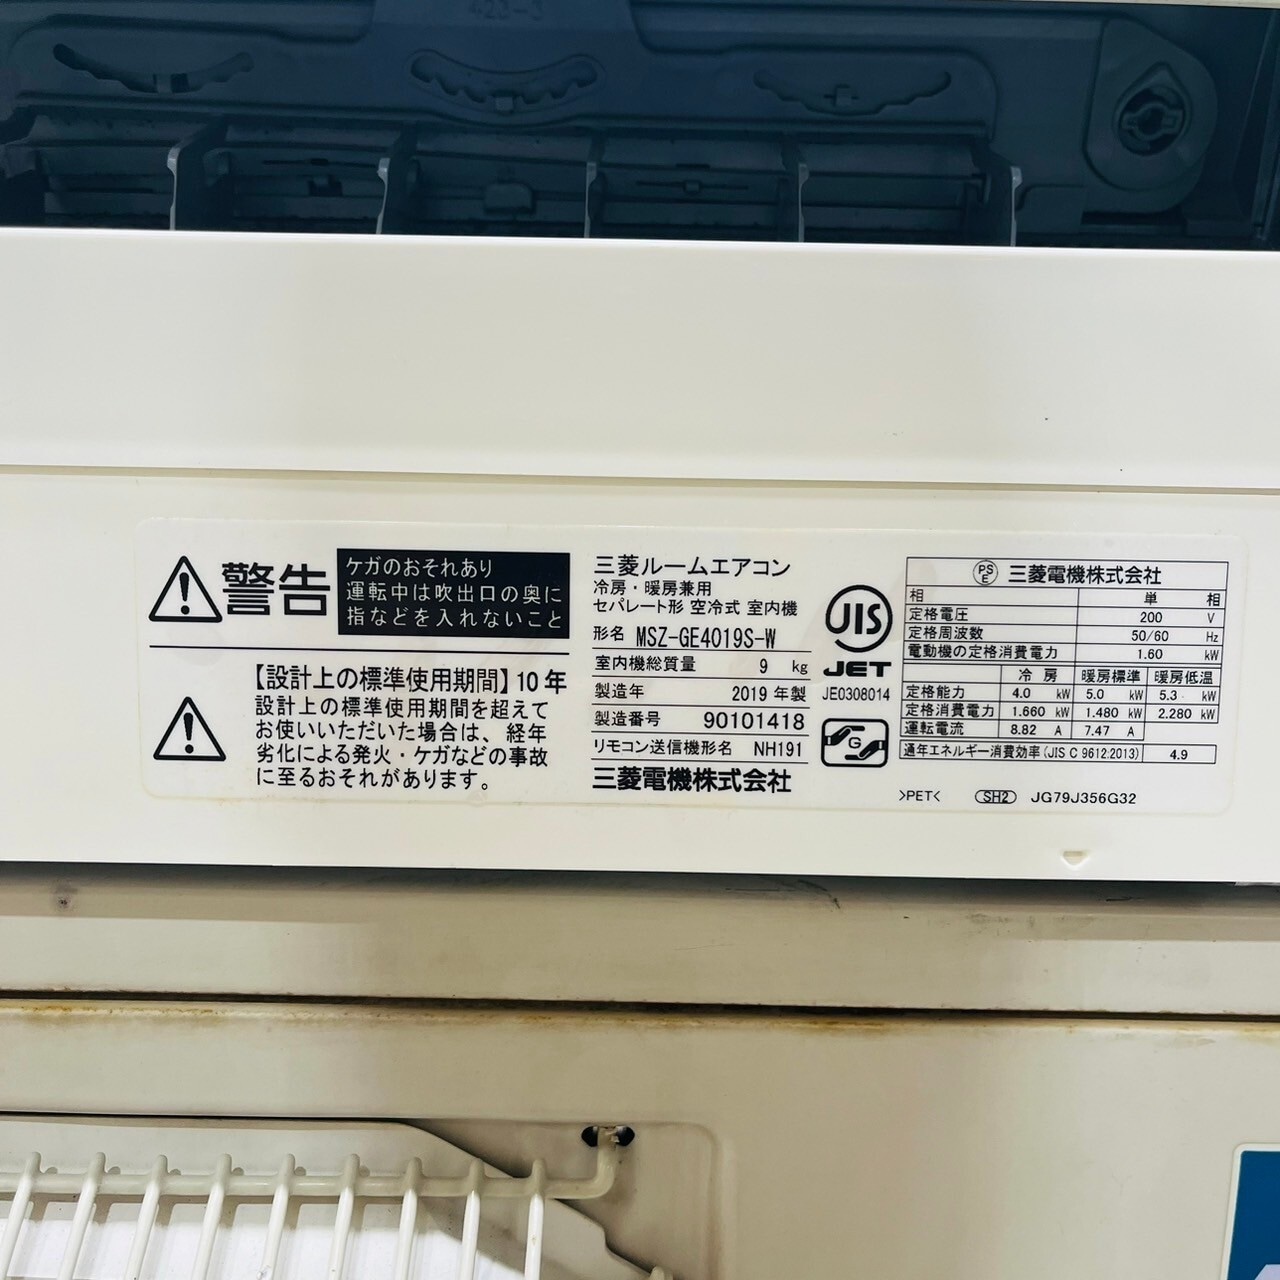 423-3
警告
ケガのおそれあり
運転中は吹出口の奥に
指などを入れないこと
【設計上の標準使用期間】10年
設計上の標準使用期間を超えて
お使いいただいた場合は、経年
劣化による発火・ケガなどの事故
に至るおそれがあります。
三菱ルームエアコン
冷房・暖房兼用
セパレート形 空冷式 室内機
形名 MSZ-GE4019S-W
室内機総質量 9 kg
製造年 2019年製
製造番号 90101418
リモコン送信機形名 NH191
三菱電機株式会社
JIS
JET
JE0308014
G
PSE 三菱電機株式会社
相 単 相
定格電圧 200 V
定格周波数 50/60 Hz
電動機の定格消費電力 1.60 kW
冷 房 暖房標準 暖房低温
定格能力 4.0 kW 5.0 kW 5.3 kW
定格消費電力 1.660 kW 1.480 kW 2.280 kW
運転電流 8.82 A 7.47 A
通年エネルギー消費効率(JIS C 9612:2013) 4.9
>PET< SH2 JG79J356G32